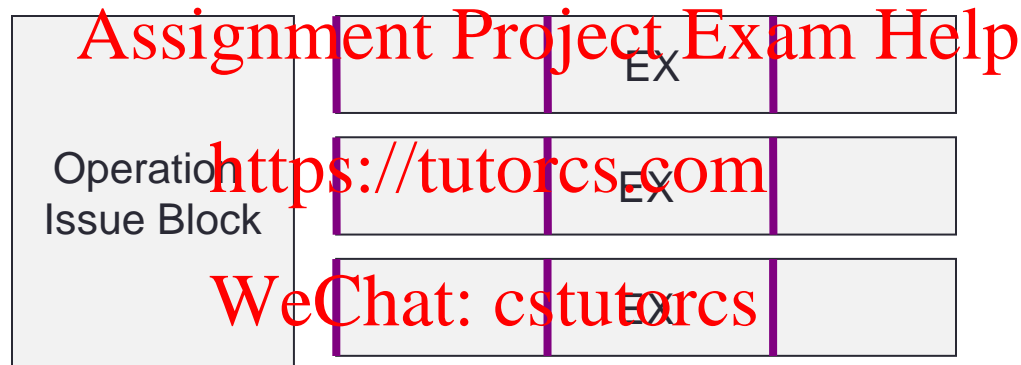 Assignment Project Exam Help
EX
Operation
Issue Block
https://tutorcs.com
EX
WeChat: cstutorcs
EX